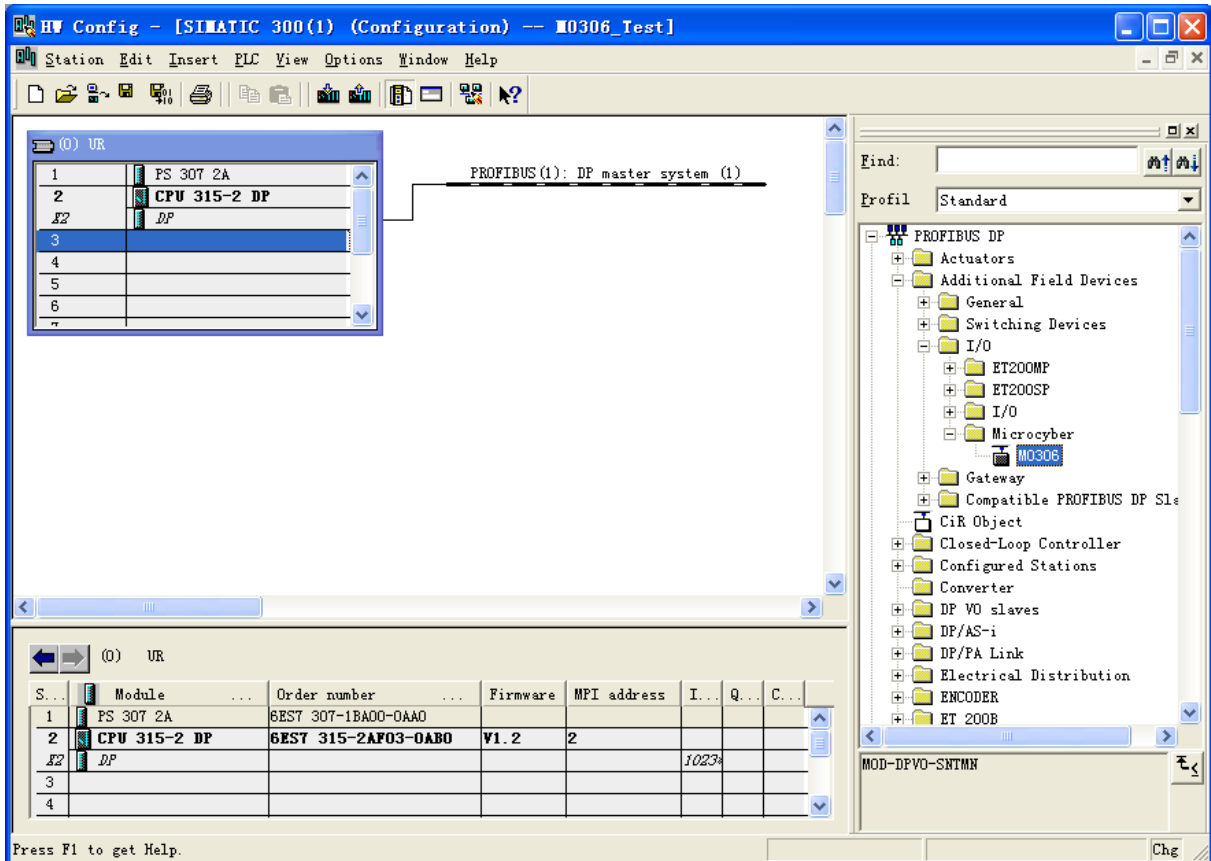 HW Config - [SIMATIC 300(1) (Configuration) -- M0306_Test]
Station Edit Insert PLC View Options Window Help
(0) UR
1 PS 307 2A
2 CPU 315-2 DP
X2 DP
3
4
5
6
7
PROFIBUS(1): DP master system (1)
Find:
Profil Standard
PROFIBUS DP
Actuators
Additional Field Devices
General
Switching Devices
I/O
ET200MP
ET200SP
I/O
Microcyber
M0306
Gateway
Compatible PROFIBUS DP Sla
CiR Object
Closed-Loop Controller
Configured Stations
Converter
DP V0 slaves
DP/AS-i
DP/PA Link
Electrical Distribution
ENCODER
ET 200B
MOD-DPV0-SNTMN
(0) UR
S... Module ... Order number ... Firmware MPI address I... Q... C...
1 PS 307 2A 6ES7 307-1BA00-0AA0
2 CPU 315-2 DP 6ES7 315-2AF03-0AB0 V1.2 2
X2 DP 1023*
3
4
Press F1 to get Help.
Chg